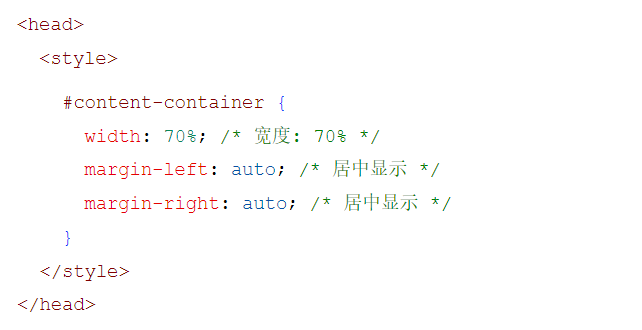 <head>
<style>
#content-container {
width: 70%; /* 宽度: 70% */
margin-left: auto; /* 居中显示 */
margin-right: auto; /* 居中显示 */
}
</style>
</head>